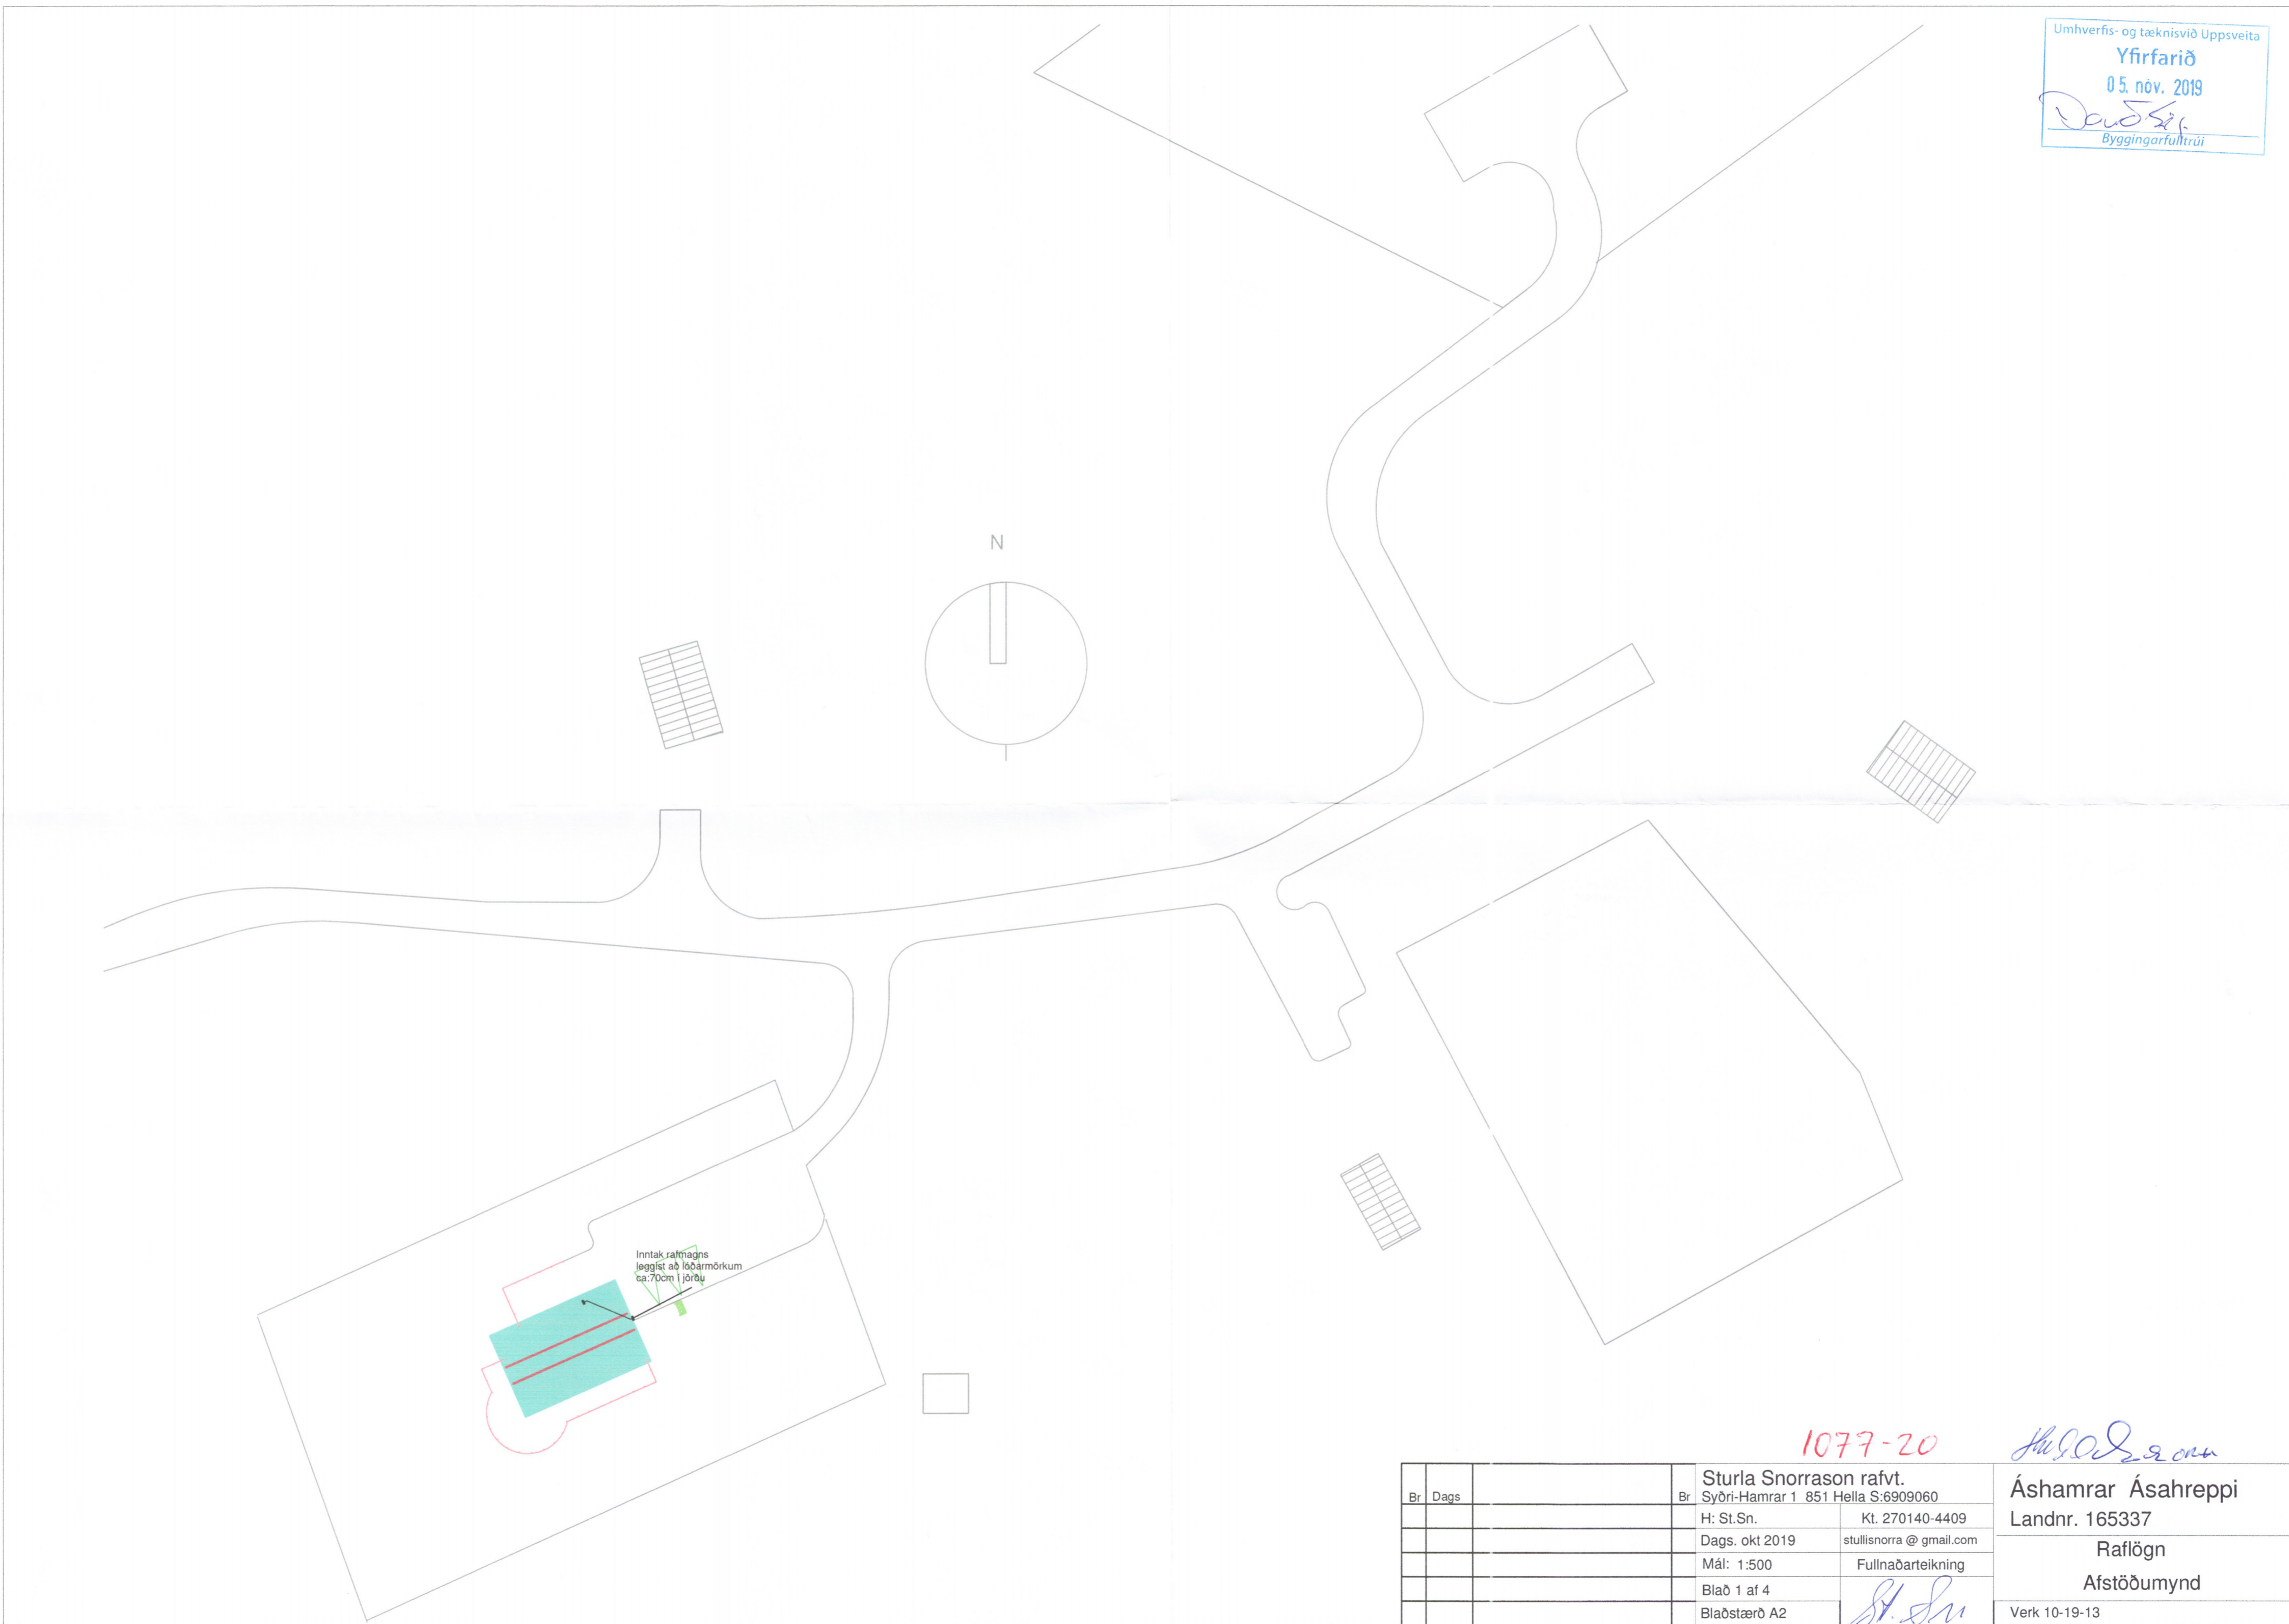 Umhverfis- og tæknisvið Uppsveita
Yfirfarið
05. nóv. 2019
Byggingarfulltrúi
N
Inntak rafmagns
leggist að lóðarmörkum
ca:70cm í jörðu
1077-20
Br Dags Br
Sturla Snorrason rafvt.
Syðri-Hamrar 1 851 Hella S:6909060
H: St.Sn. Kt. 270140-4409
Dags. okt 2019 stullisnorra @ gmail.com
Mál: 1:500 Fullnaðarteikning
Blað 1 af 4
Blaðstærð A2
St. Sn
Áshamrar Ásahreppi
Landnr. 165337
Raflögn
Afstöðumynd
Verk 10-19-13